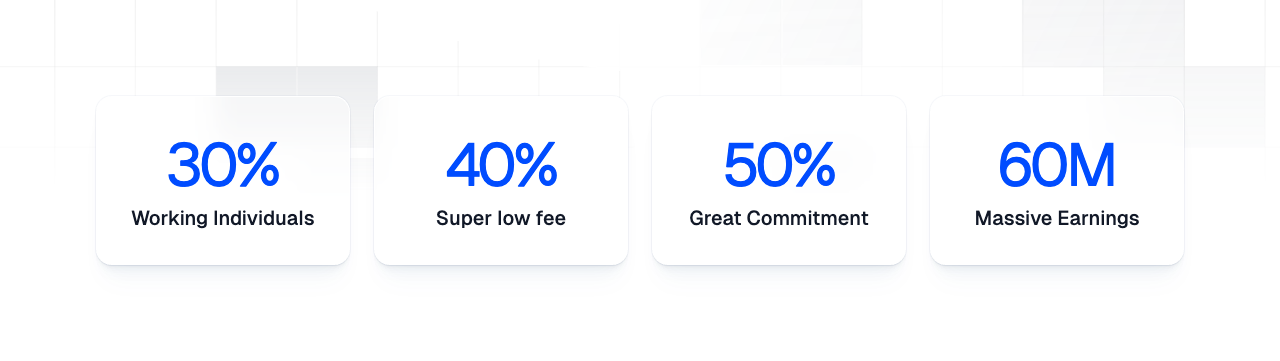 30%
Working Individuals
40%
Super low fee
50%
Great Commitment
60M
Massive Earnings